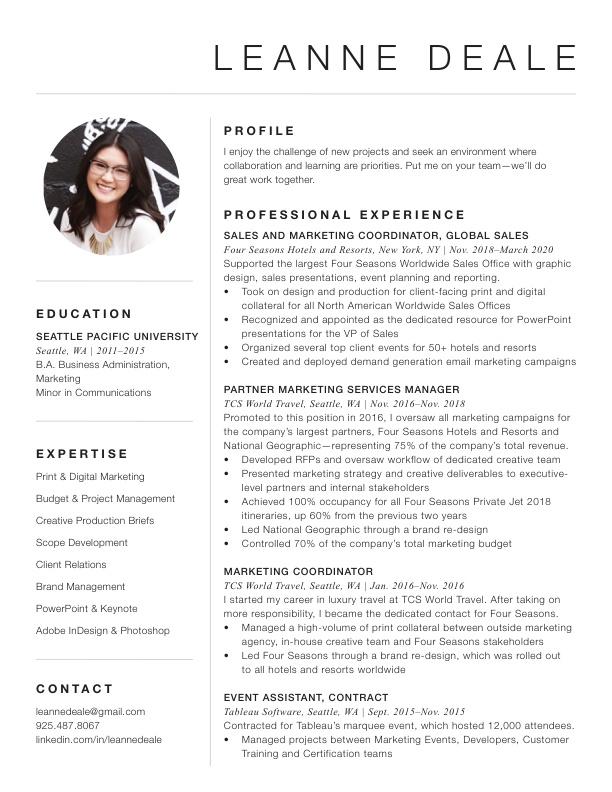 LEANNE DEALE
EDUCATION
SEATTLE PACIFIC UNIVERSITY
Seattle, WA | 2011–2015
B.A. Business Administration,
Marketing
Minor in Communications
EXPERTISE
Print & Digital Marketing
Budget & Project Management
Creative Production Briefs
Scope Development
Client Relations
Brand Management
PowerPoint & Keynote
Adobe InDesign & Photoshop
CONTACT
leannedeale@gmail.com
925.487.8067
linkedin.com/in/leannedeale
PROFILE
I enjoy the challenge of new projects and seek an environment where
collaboration and learning are priorities. Put me on your team—we'll do
great work together.
PROFESSIONAL EXPERIENCE
SALES AND MARKETING COORDINATOR, GLOBAL SALES
Four Seasons Hotels and Resorts, New York, NY | Nov. 2018–March 2020
Supported the largest Four Seasons Worldwide Sales Office with graphic
design, sales presentations, event planning and reporting.
• Took on design and production for client-facing print and digital
collateral for all North American Worldwide Sales Offices
• Recognized and appointed as the dedicated resource for PowerPoint
presentations for the VP of Sales
• Organized several top client events for 50+ hotels and resorts
• Created and deployed demand generation email marketing campaigns
PARTNER MARKETING SERVICES MANAGER
TCS World Travel, Seattle, WA | Nov. 2016–Nov. 2018
Promoted to this position in 2016, I oversaw all marketing campaigns for
the company's largest partners, Four Seasons Hotels and Resorts and
National Geographic—representing 75% of the company's total revenue.
• Developed RFPs and oversaw workflow of dedicated creative team
• Presented marketing strategy and creative deliverables to executive-
level partners and internal stakeholders
• Achieved 100% occupancy for all Four Seasons Private Jet 2018
itineraries, up 60% from the previous two years
• Led National Geographic through a brand re-design
• Controlled 70% of the company's total marketing budget
MARKETING COORDINATOR
TCS World Travel, Seattle, WA | Jan. 2016–Nov. 2016
I started my career in luxury travel at TCS World Travel. After taking on
more responsibility, I became the dedicated contact for Four Seasons.
• Managed a high-volume of print collateral between outside marketing
agency, in-house creative team and Four Seasons stakeholders
• Led Four Seasons through a brand re-design, which was rolled out
to all hotels and resorts worldwide
EVENT ASSISTANT, CONTRACT
Tableau Software, Seattle, WA | Sept. 2015–Nov. 2015
Contracted for Tableau's marquee event, which hosted 12,000 attendees.
• Managed projects between Marketing Events, Developers, Customer
Training and Certification teams